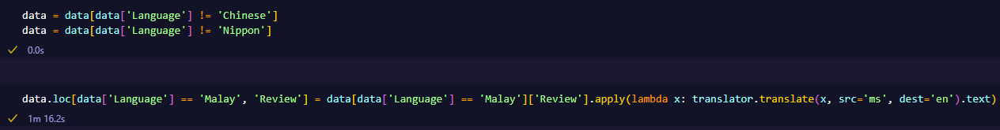 data = data[data['Language'] != 'Chinese']
data = data[data['Language'] != 'Nippon']
0.0s
data.loc[data['Language'] == 'Malay', 'Review'] = data[data['Language'] == 'Malay']['Review'].apply(lambda x: translator.translate(x, src='ms', dest='en').text)
1m 16.2s